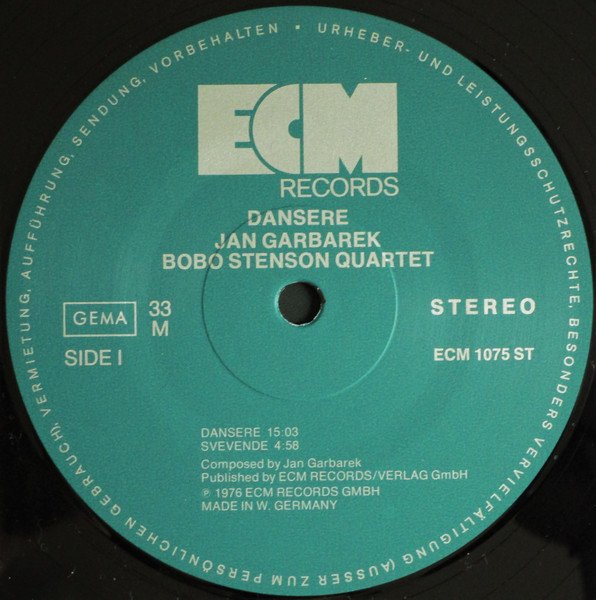 URHEBER- UND LEISTUNGSSCHUTZRECHTE, BESONDERS VERVIELFÄLTIGUNG (AUSSER ZUM PERSÖNLICHEN GEBRAUCH), VERMIETUNG, AUFFÜHRUNG, SENDUNG, VORBEHALTEN •
ECM
RECORDS
DANSERE
JAN GARBAREK
BOBO STENSON QUARTET
GEMA
33
M
STEREO
SIDE I
ECM 1075 ST
DANSERE 15:03
SVEVENDE 4:58
Composed by Jan Garbarek
Published by ECM RECORDS/VERLAG GmbH
℗ 1976 ECM RECORDS GMBH
MADE IN W. GERMANY